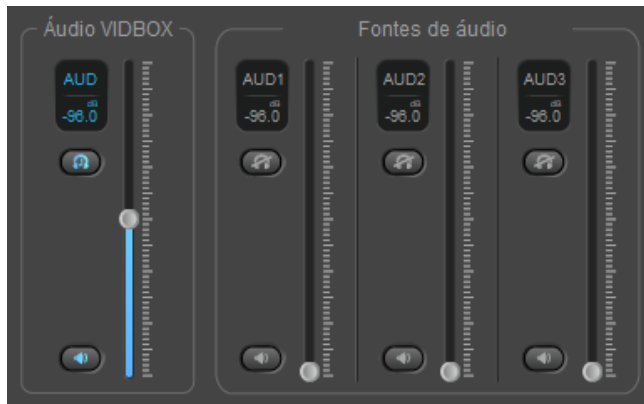 Áudio VIDBOX
Fontes de áudio
AUD
dB
-96.0
AUD1
dB
-96.0
AUD2
dB
-96.0
AUD3
dB
-96.0